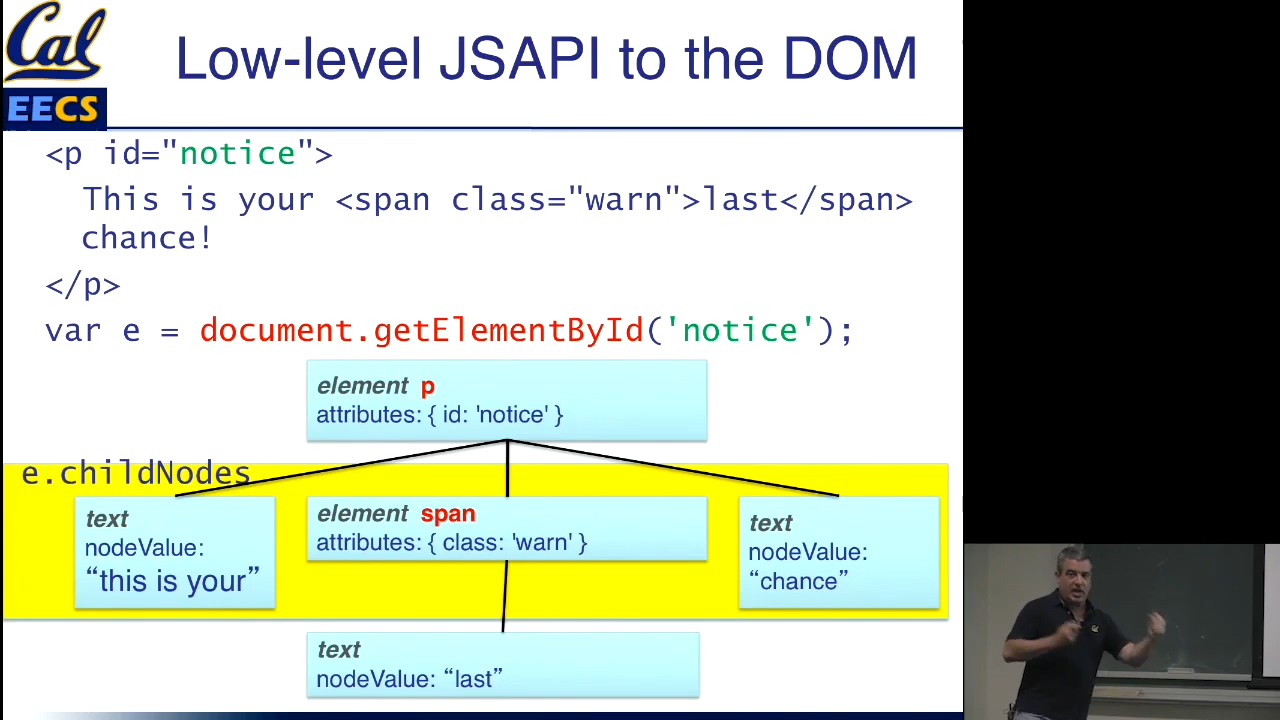 Cal
EECS
Low-level JSAPI to the DOM
<p id="notice">
This is your <span class="warn">last</span>
chance!
</p>
var e = document.getElementById('notice');
element p
attributes: { id: 'notice' }
e.childNodes
text
nodeValue:
“this is your”
element span
attributes: { class: 'warn' }
text
nodeValue:
“chance”
text
nodeValue: “last”